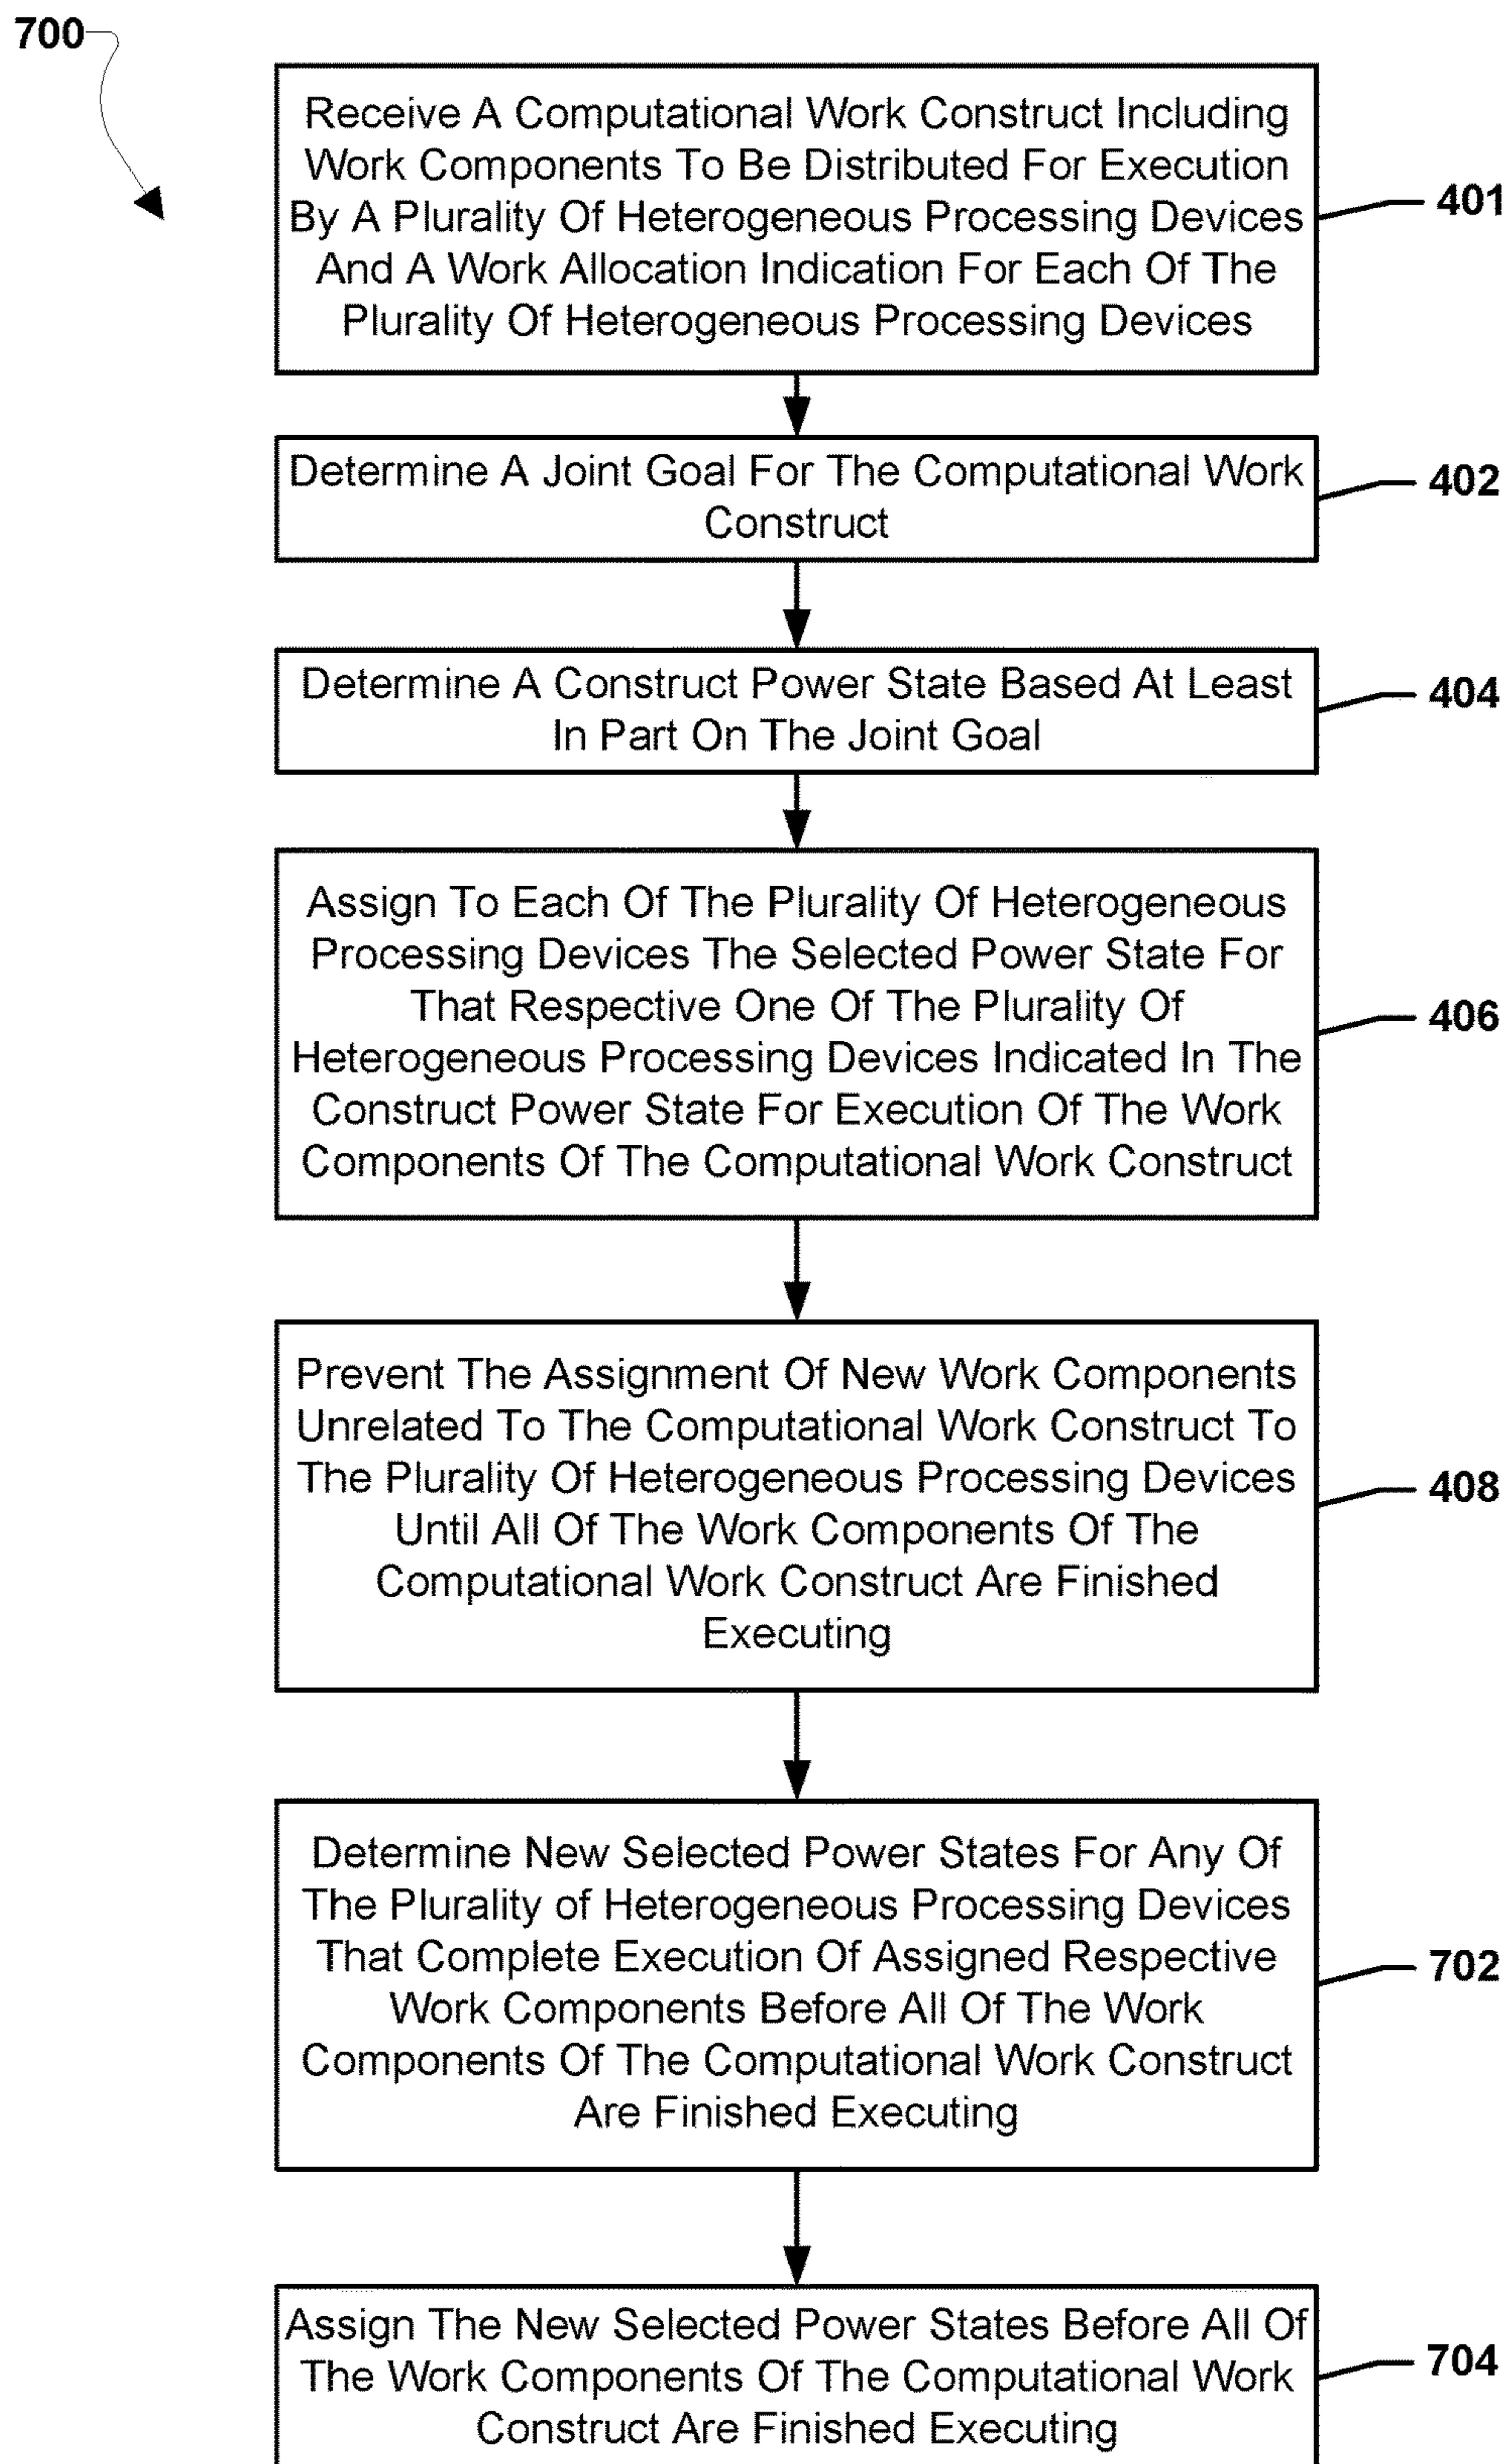 700
Receive A Computational Work Construct Including
Work Components To Be Distributed For Execution
By A Plurality Of Heterogeneous Processing Devices
And A Work Allocation Indication For Each Of The
Plurality Of Heterogeneous Processing Devices
401
Determine A Joint Goal For The Computational Work
Construct
402
Determine A Construct Power State Based At Least
In Part On The Joint Goal
404
Assign To Each Of The Plurality Of Heterogeneous
Processing Devices The Selected Power State For
That Respective One Of The Plurality Of
Heterogeneous Processing Devices Indicated In The
Construct Power State For Execution Of The Work
Components Of The Computational Work Construct
406
Prevent The Assignment Of New Work Components
Unrelated To The Computational Work Construct To
The Plurality Of Heterogeneous Processing Devices
Until All Of The Work Components Of The
Computational Work Construct Are Finished
Executing
408
Determine New Selected Power States For Any Of
The Plurality of Heterogeneous Processing Devices
That Complete Execution Of Assigned Respective
Work Components Before All Of The Work
Components Of The Computational Work Construct
Are Finished Executing
702
Assign The New Selected Power States Before All Of
The Work Components Of The Computational Work
Construct Are Finished Executing
704